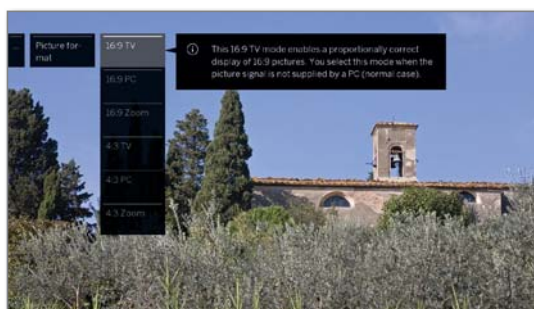 Picture for-
mat
16:9 TV
This 16:9 TV mode enables a proportionally correct
display of 16:9 pictures. You select this mode when the
picture signal is not supplied by a PC (normal case).
16:9 PC
16:9 Zoom
4:3 TV
4:3 PC
4:3 Zoom